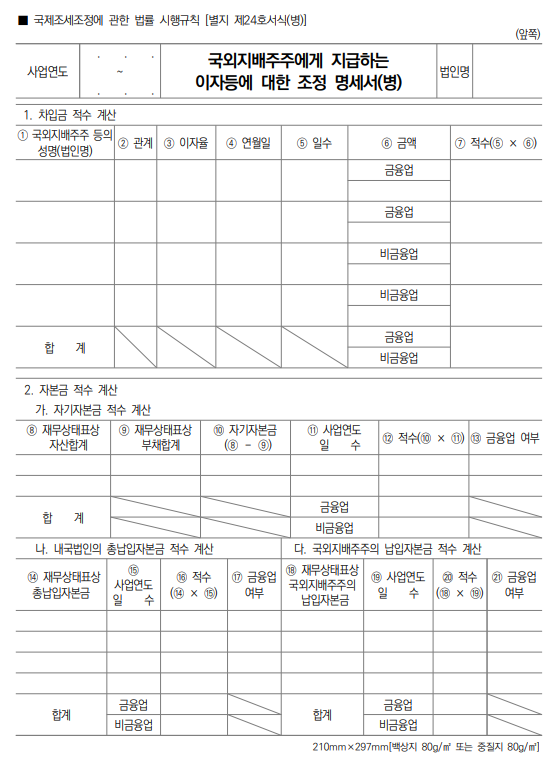 ■ 국제조세조정에 관한 법률 시행규칙 [별지 제24호서식(병)]
(앞쪽)
사업연도
. . .
~
. . .
국외지배주주에게 지급하는
이자등에 대한 조정 명세서(병)
법인명
1. 차입금 적수 계산
① 국외지배주주 등의
성명(법인명)
② 관계
③ 이자율
④ 연월일
⑤ 일수
⑥ 금액
⑦ 적수(⑤ × ⑥)
금융업
금융업
비금융업
비금융업
합 계
금융업
비금융업
2. 자본금 적수 계산
가. 자기자본금 적수 계산
⑧ 재무상태표상
자산합계
⑨ 재무상태표상
부채합계
⑩ 자기자본금
(⑧ - ⑨)
⑪ 사업연도
일 수
⑫ 적수(⑩ × ⑪)
⑬ 금융업 여부
합 계
금융업
비금융업
나. 내국법인의 총납입자본금 적수 계산
다. 국외지배주주의 납입자본금 적수 계산
⑭ 재무상태표상
총납입자본금
⑮
사업연도
일 수
⑯ 적수
(⑭ × ⑮)
⑰ 금융업
여부
⑱ 재무상태표상
국외지배주주의
납입자본금
⑲ 사업연도
일 수
⑳ 적수
(⑱ × ⑲)
㉑ 금융업
여부
합계
금융업
비금융업
합계
금융업
비금융업
210mm×297mm[백상지 80g/㎡ 또는 중질지 80g/㎡]